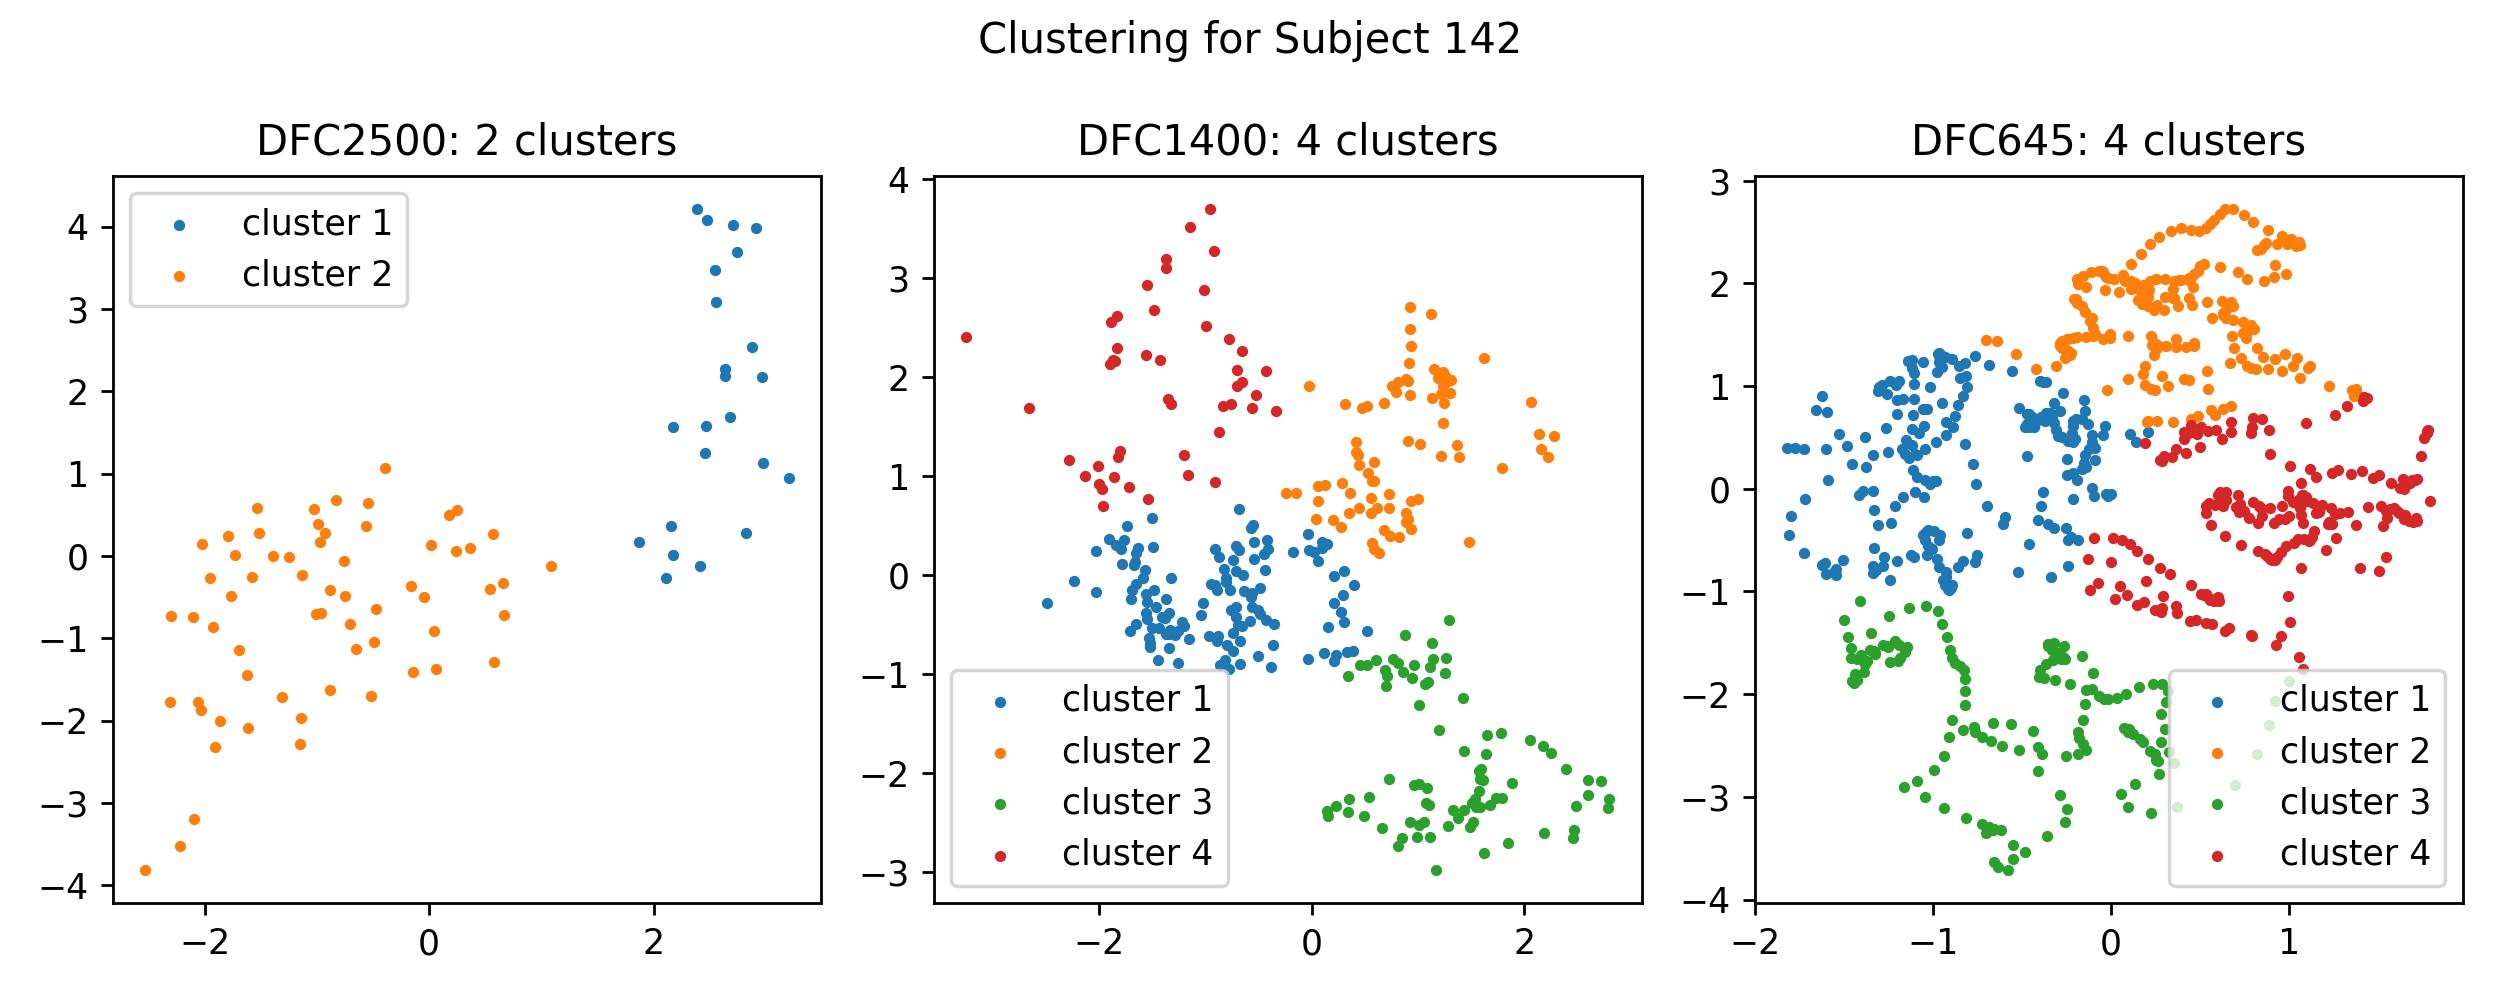 Clustering for Subject 142
DFC2500: 2 clusters
cluster 1
cluster 2
4
3
2
1
0
−1
−2
−3
−4
−2
0
2
DFC1400: 4 clusters
4
3
2
1
0
−1
−2
−3
cluster 1
cluster 2
cluster 3
cluster 4
−2
0
2
DFC645: 4 clusters
3
2
1
0
−1
−2
−3
−4
cluster 1
cluster 2
cluster 3
cluster 4
−2
−1
0
1